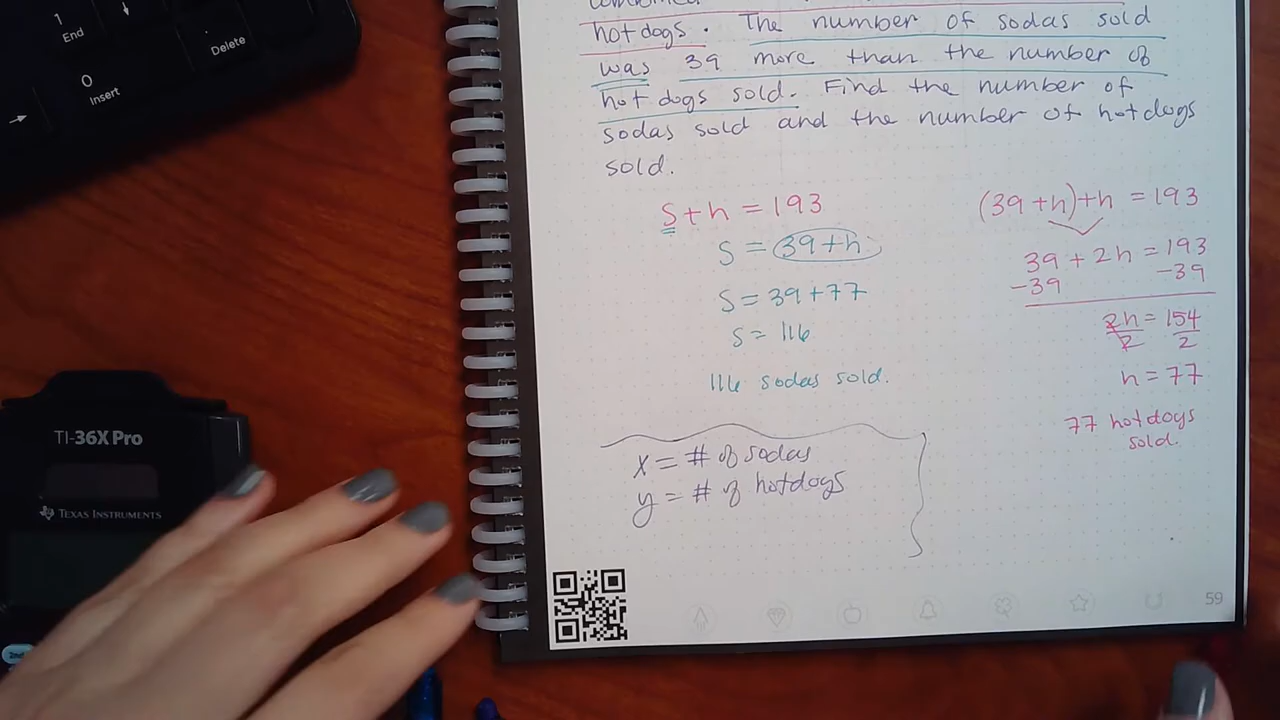 1
End
Delete
0
Insert
hotdogs. The number of sodas sold
was 39 more than the number of
hotdogs sold. Find the number of
sodas sold and the number of hotdogs
sold.
s+h = 193
s = 39+h
s = 39+77
s = 116
116 sodas sold.
(39+h)+h = 193
39 + 2h = 193
-39 -39
2h = 154
2 2
h = 77
77 hotdogs
sold.
x = # of sodas
y = # of hotdogs
59
TI-36X Pro
TEXAS INSTRUMENTS
2nd